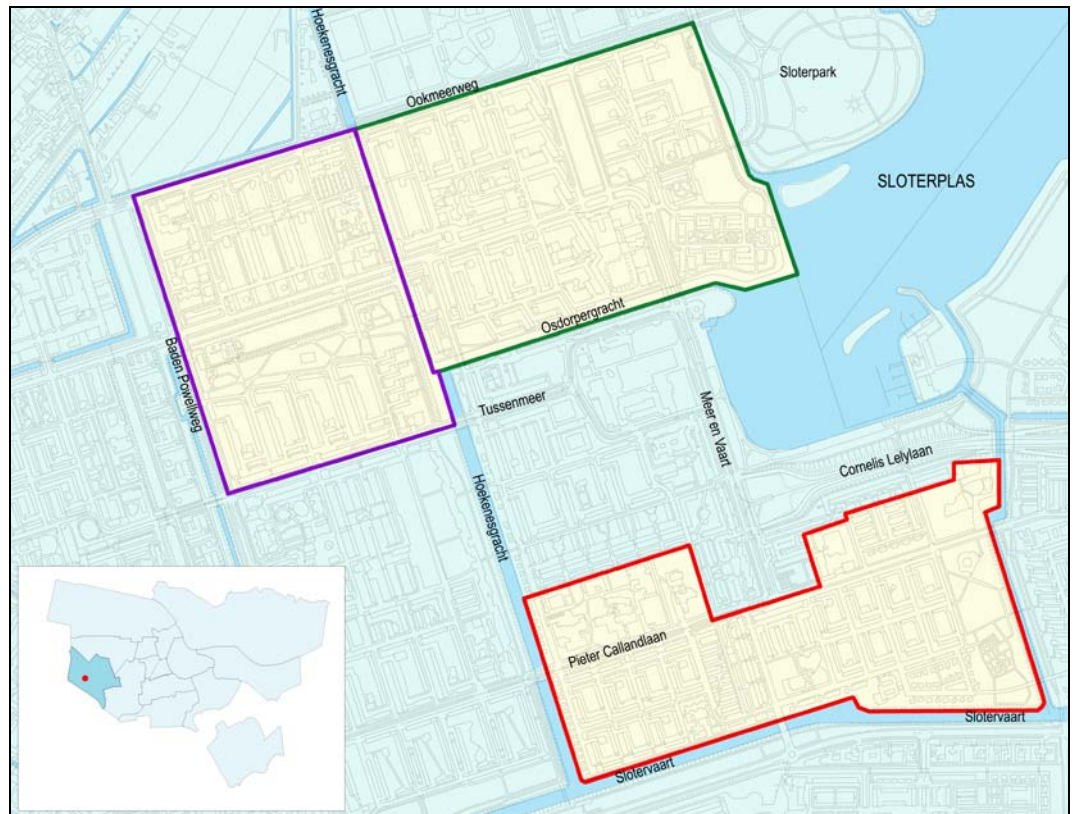 Hoekenesgracht
Ookmeerweg
Sloterpark
SLOTERPLAS
Osdorpergracht
Baden Powellweg
Tussenmeer
Meer en Vaart
Cornelis Lelylaan
Hoekenesgracht
Pieter Callandlaan
Slotervaart
Slotervaart